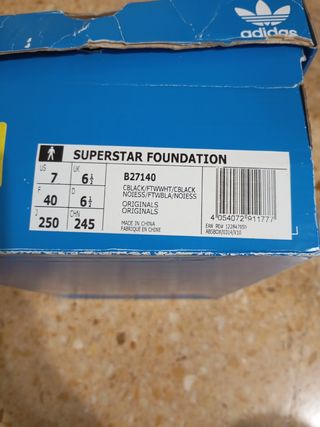 adidas
SUPERSTAR FOUNDATION
US UK
7 6½
F D
40 6½
J CHN
250 245
B27140
CBLACK/FTWWHT/CBLACK
NOIESS/FTWBLA/NOIESS
ORIGINALS
ORIGINALS
MADE IN CHINA
FABRIQUÉ EN CHINE
4 054072 911777